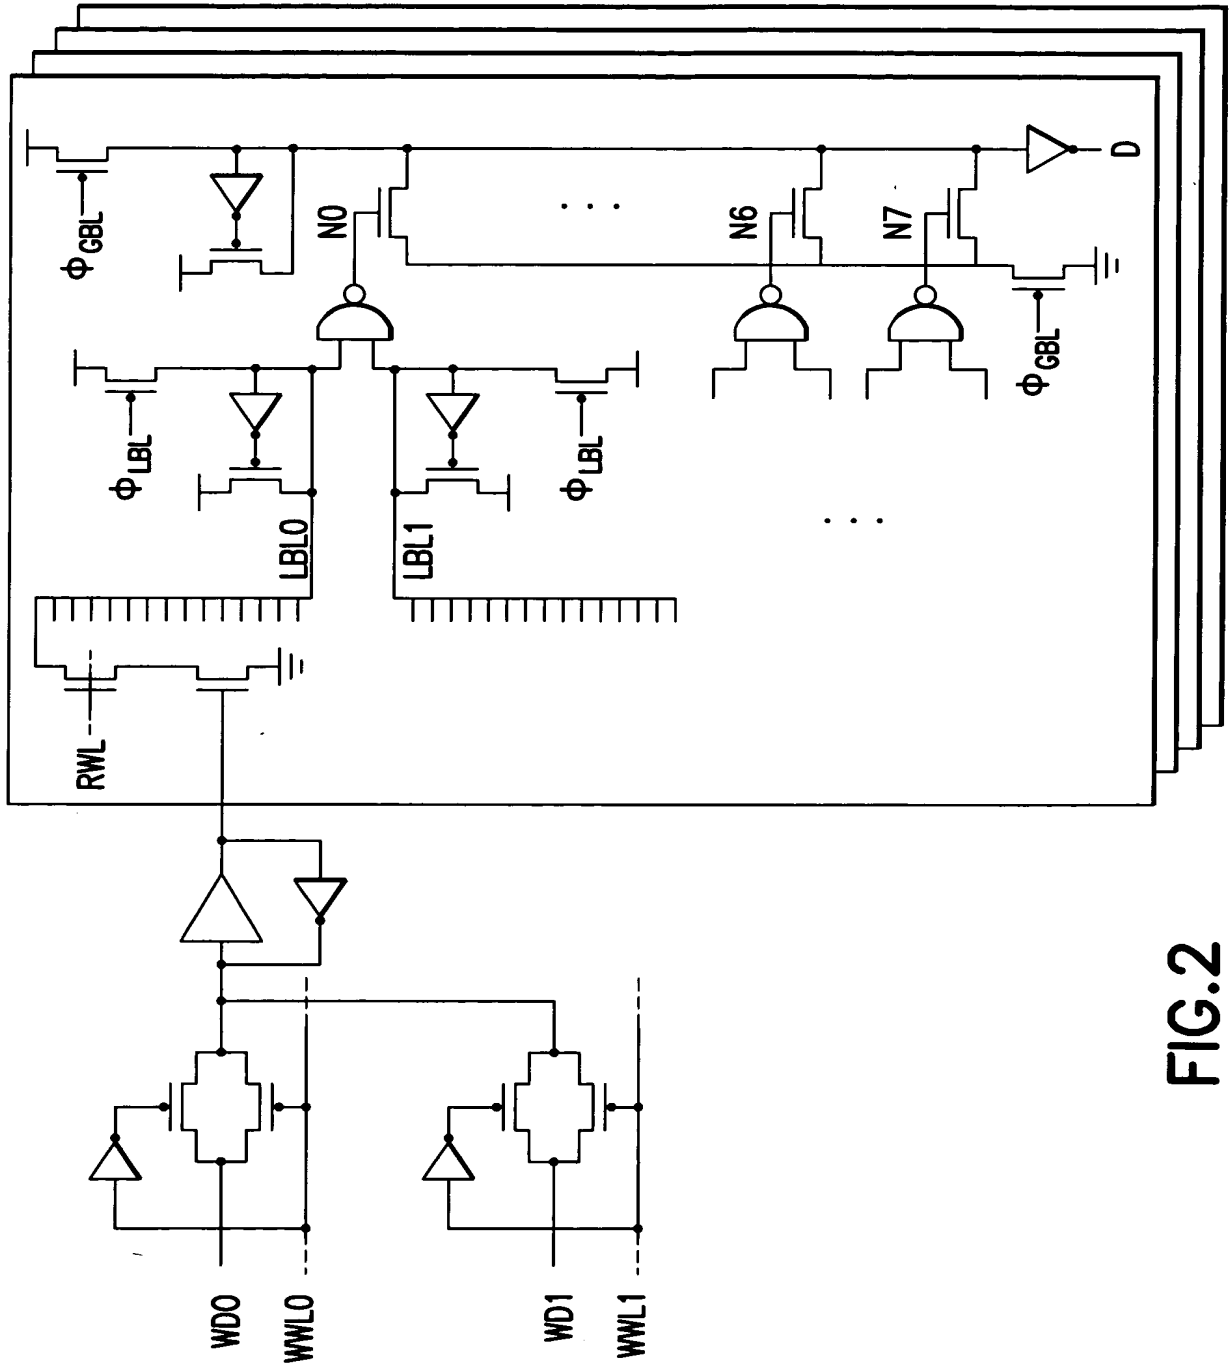 WD0
WWL0
WD1
WWL1
RWL
LBL0
LBL1
ΦLBL
ΦLBL
ΦGBL
ΦGBL
N0
N6
N7
D
. . .
. . .
FIG.2